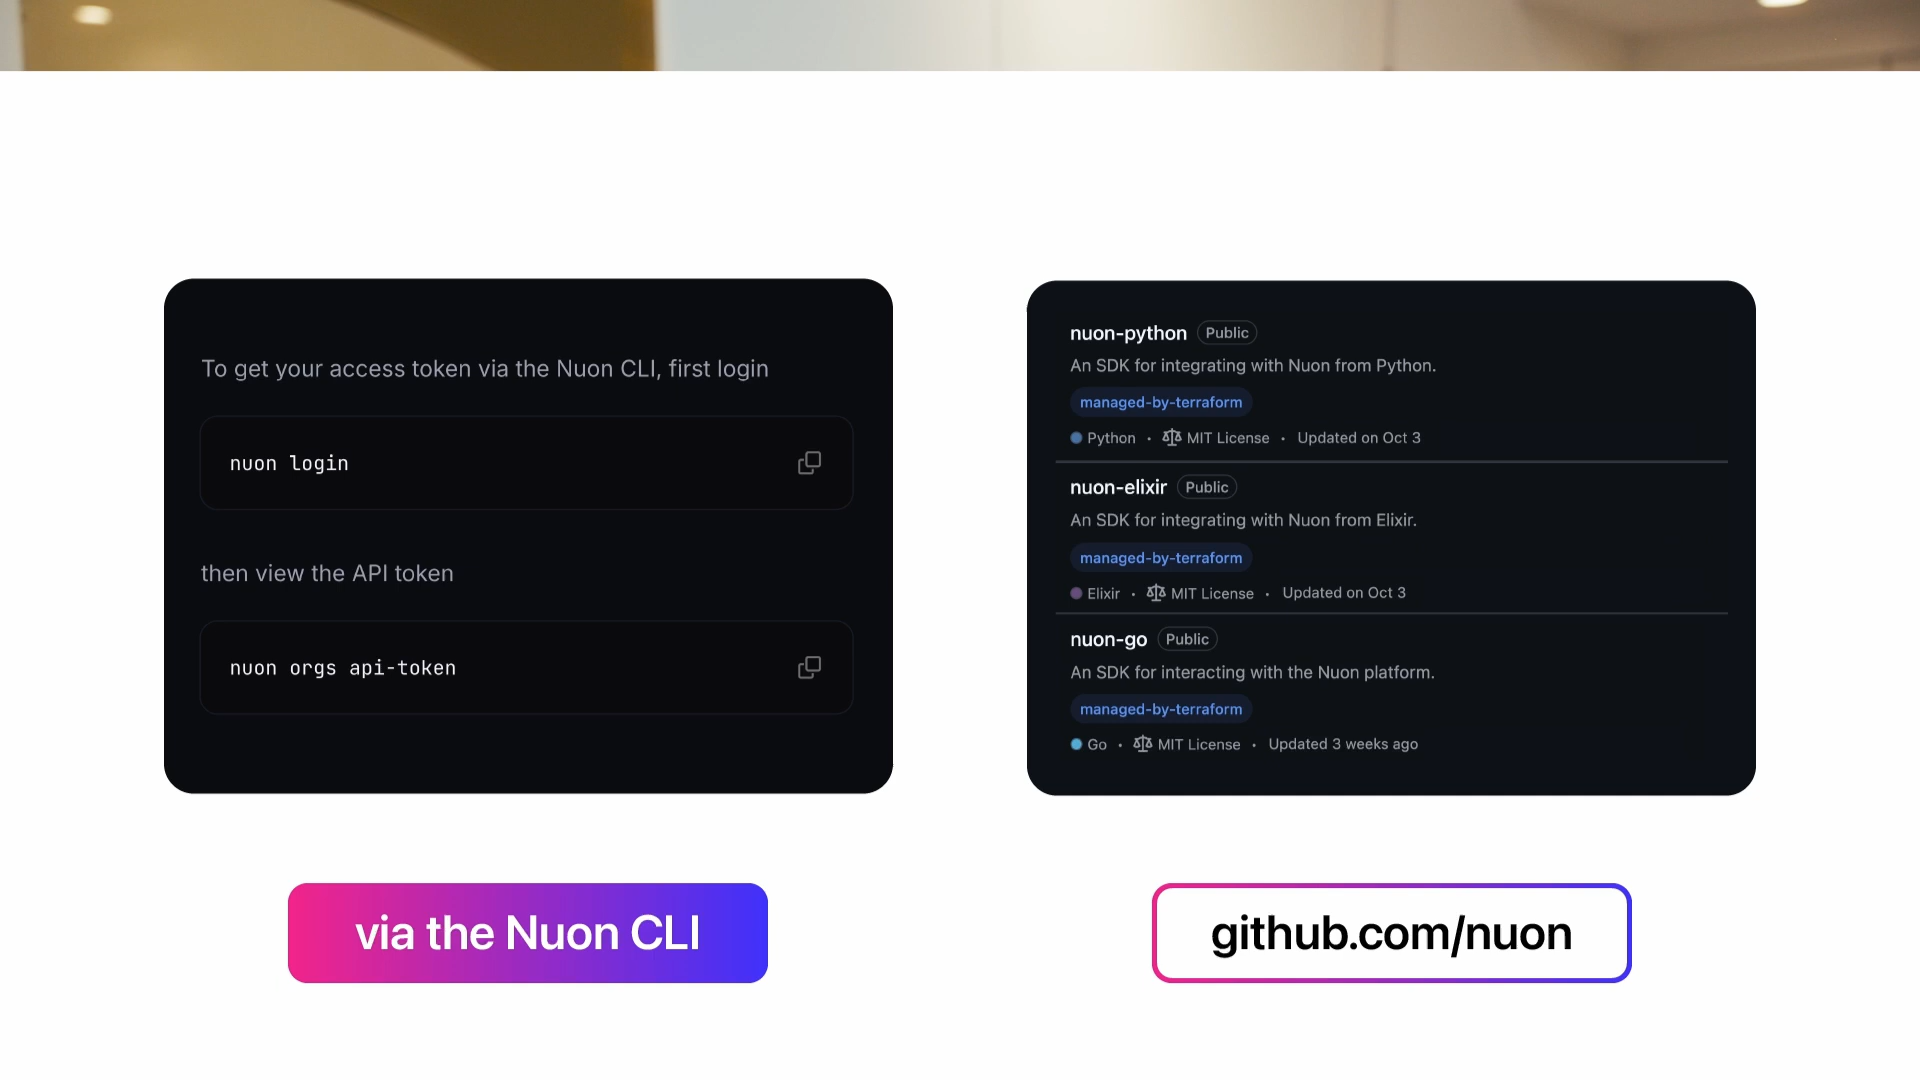 To get your access token via the Nuon CLI, first login
nuon login
then view the API token
nuon orgs api-token
via the Nuon CLI
nuon-python Public
An SDK for integrating with Nuon from Python.
managed-by-terraform
Python · MIT License · Updated on Oct 3
nuon-elixir Public
An SDK for integrating with Nuon from Elixir.
managed-by-terraform
Elixir · MIT License · Updated on Oct 3
nuon-go Public
An SDK for interacting with the Nuon platform.
managed-by-terraform
Go · MIT License · Updated 3 weeks ago
github.com/nuon